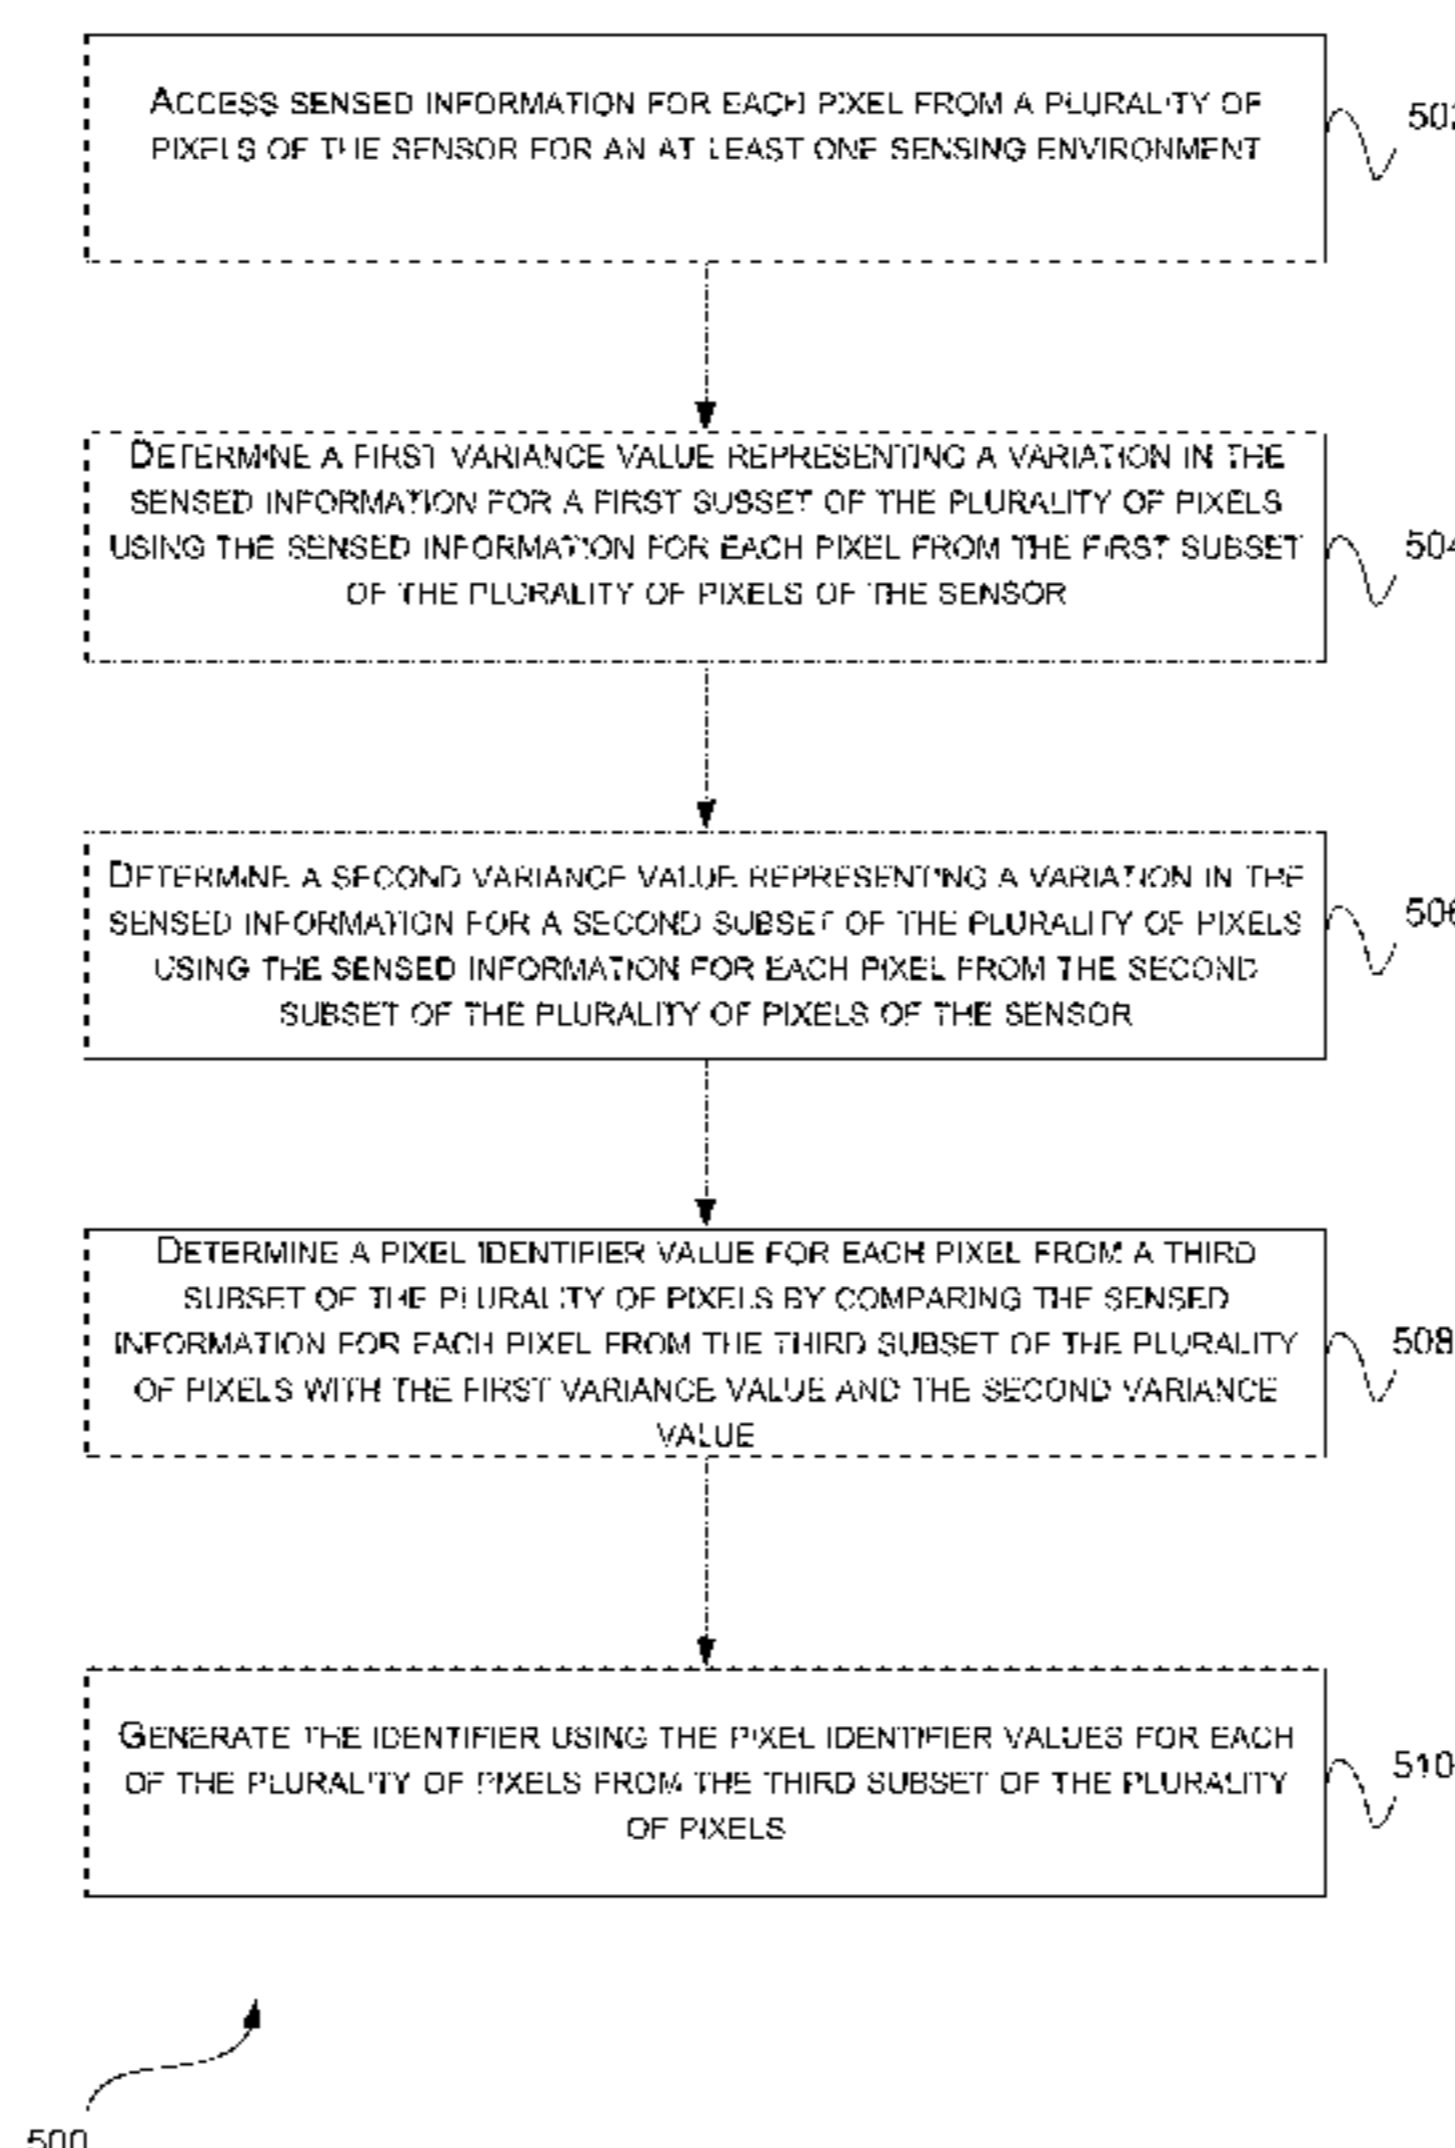 ACCESS SENSED INFORMATION FOR EACH PIXEL FROM A PLURALITY OF
PIXELS OF THE SENSOR FOR AN AT LEAST ONE SENSING ENVIRONMENT
502
DETERMINE A FIRST VARIANCE VALUE REPRESENTING A VARIATION IN THE
SENSED INFORMATION FOR A FIRST SUBSET OF THE PLURALITY OF PIXELS
USING THE SENSED INFORMATION FOR EACH PIXEL FROM THE FIRST SUBSET
OF THE PLURALITY OF PIXELS OF THE SENSOR
504
DETERMINE A SECOND VARIANCE VALUE REPRESENTING A VARIATION IN THE
SENSED INFORMATION FOR A SECOND SUBSET OF THE PLURALITY OF PIXELS
USING THE SENSED INFORMATION FOR EACH PIXEL FROM THE SECOND
SUBSET OF THE PLURALITY OF PIXELS OF THE SENSOR
506
DETERMINE A PIXEL IDENTIFIER VALUE FOR EACH PIXEL FROM A THIRD
SUBSET OF THE PLURALITY OF PIXELS BY COMPARING THE SENSED
INFORMATION FOR EACH PIXEL FROM THE THIRD SUBSET OF THE PLURALITY
OF PIXELS WITH THE FIRST VARIANCE VALUE AND THE SECOND VARIANCE
VALUE
508
GENERATE THE IDENTIFIER USING THE PIXEL IDENTIFIER VALUES FOR EACH
OF THE PLURALITY OF PIXELS FROM THE THIRD SUBSET OF THE PLURALITY
OF PIXELS
510
500